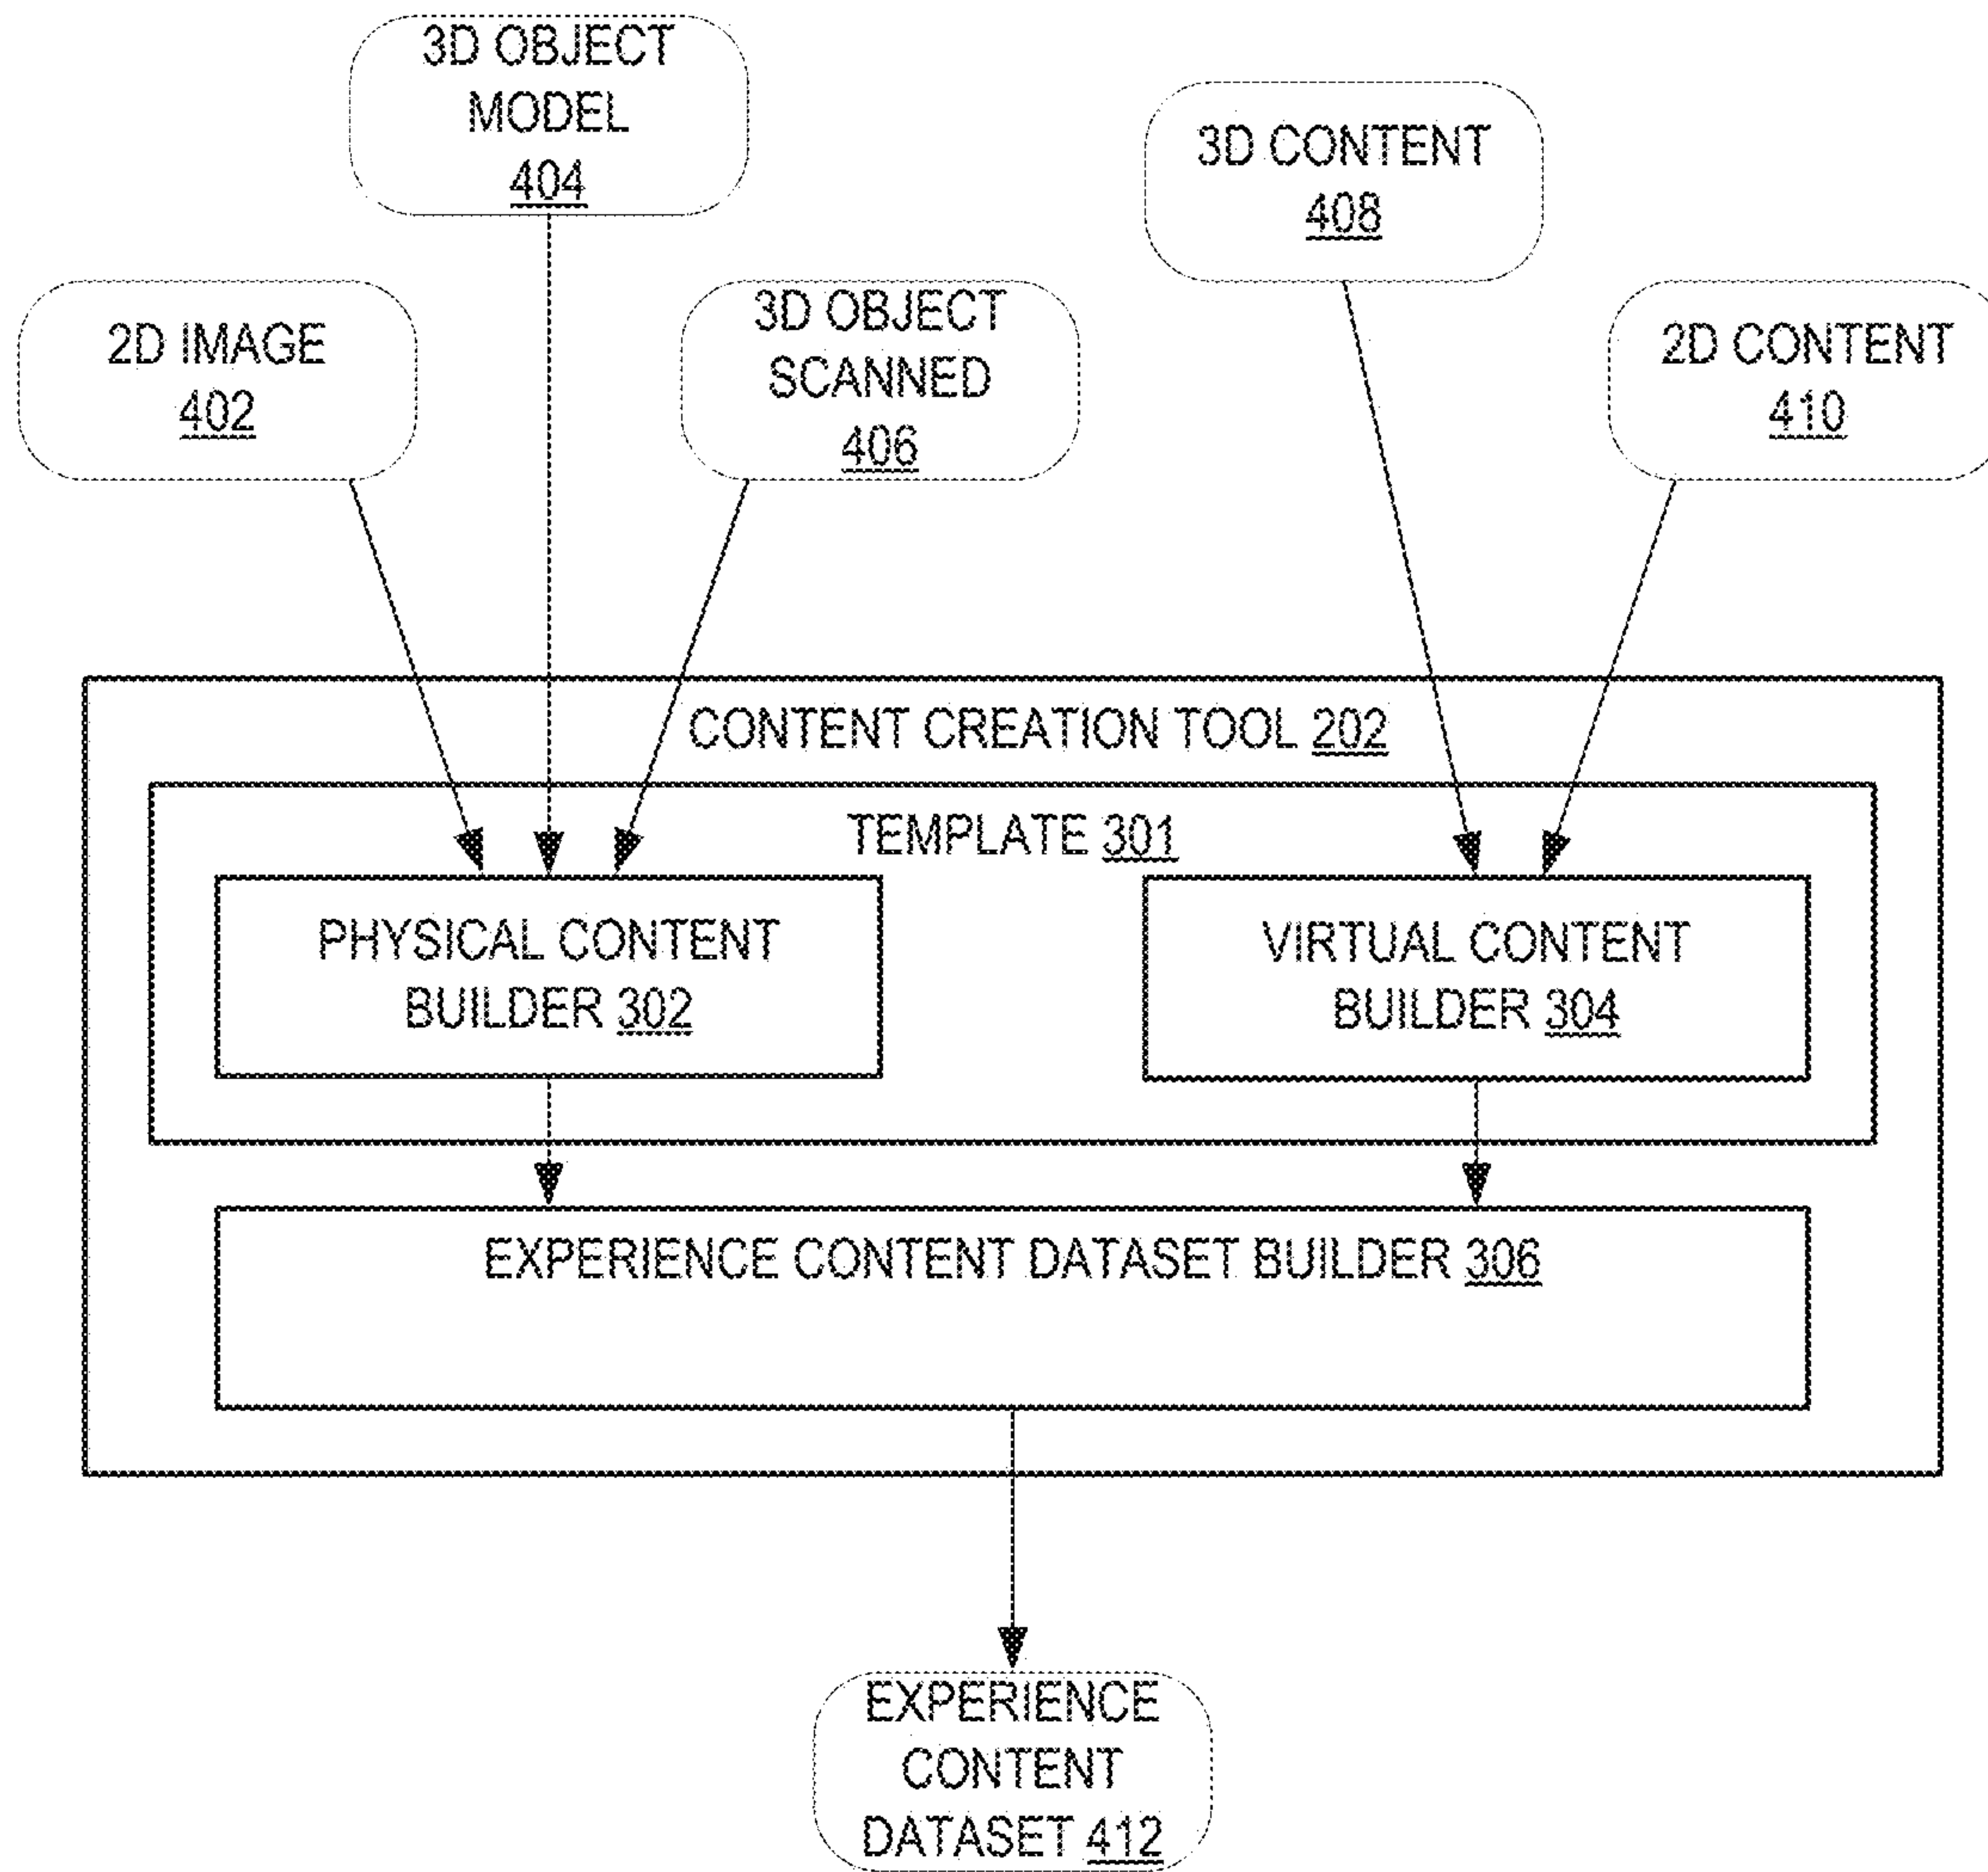 3D OBJECT
MODEL
404
3D CONTENT
408
2D IMAGE
402
3D OBJECT
SCANNED
406
2D CONTENT
410
CONTENT CREATION TOOL 202
TEMPLATE 301
PHYSICAL CONTENT
BUILDER 302
VIRTUAL CONTENT
BUILDER 304
EXPERIENCE CONTENT DATASET BUILDER 306
EXPERIENCE
CONTENT
DATASET 412